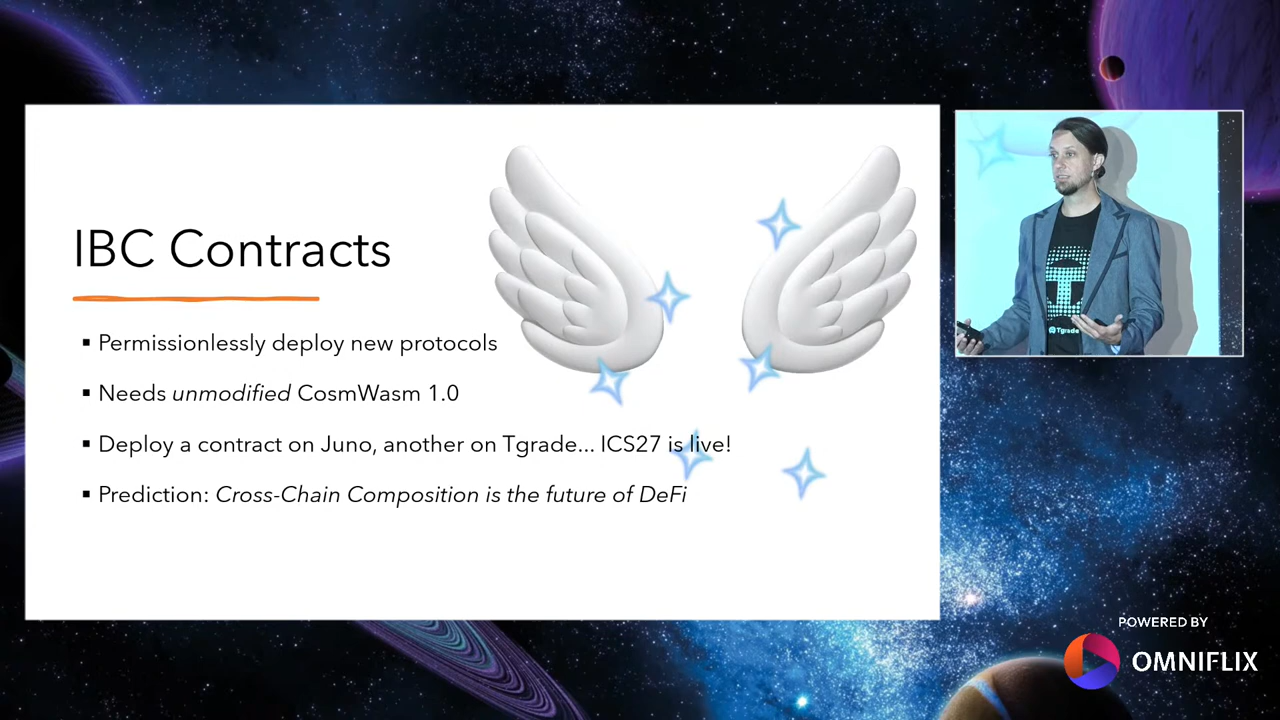 IBC Contracts
▪ Permissionlessly deploy new protocols
▪ Needs unmodified CosmWasm 1.0
▪ Deploy a contract on Juno, another on Tgrade... ICS27 is live!
▪ Prediction: Cross-Chain Composition is the future of DeFi
Tgrade
POWERED BY
OMNIFLIX